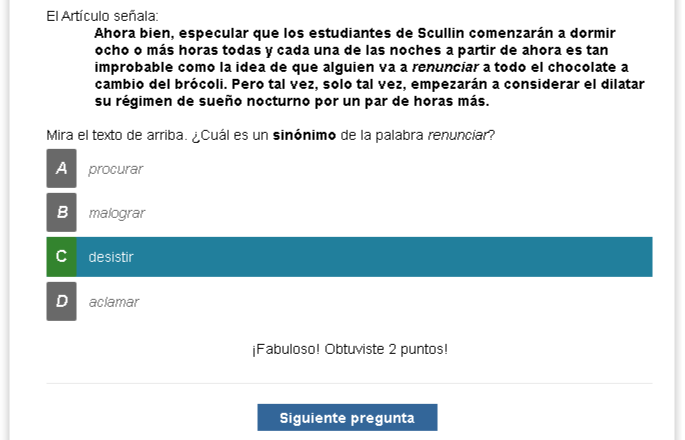 El Artículo señala:
Ahora bien, especular que los estudiantes de Scullin comenzarán a dormir
ocho o más horas todas y cada una de las noches a partir de ahora es tan
improbable como la idea de que alguien va a renunciar a todo el chocolate a
cambio del brócoli. Pero tal vez, solo tal vez, empezarán a considerar el dilatar
su régimen de sueño nocturno por un par de horas más.
Mira el texto de arriba. ¿Cuál es un sinónimo de la palabra renunciar?
A procurar
B malograr
C desistir
D aclamar
¡Fabuloso! Obtuviste 2 puntos!
Siguiente pregunta